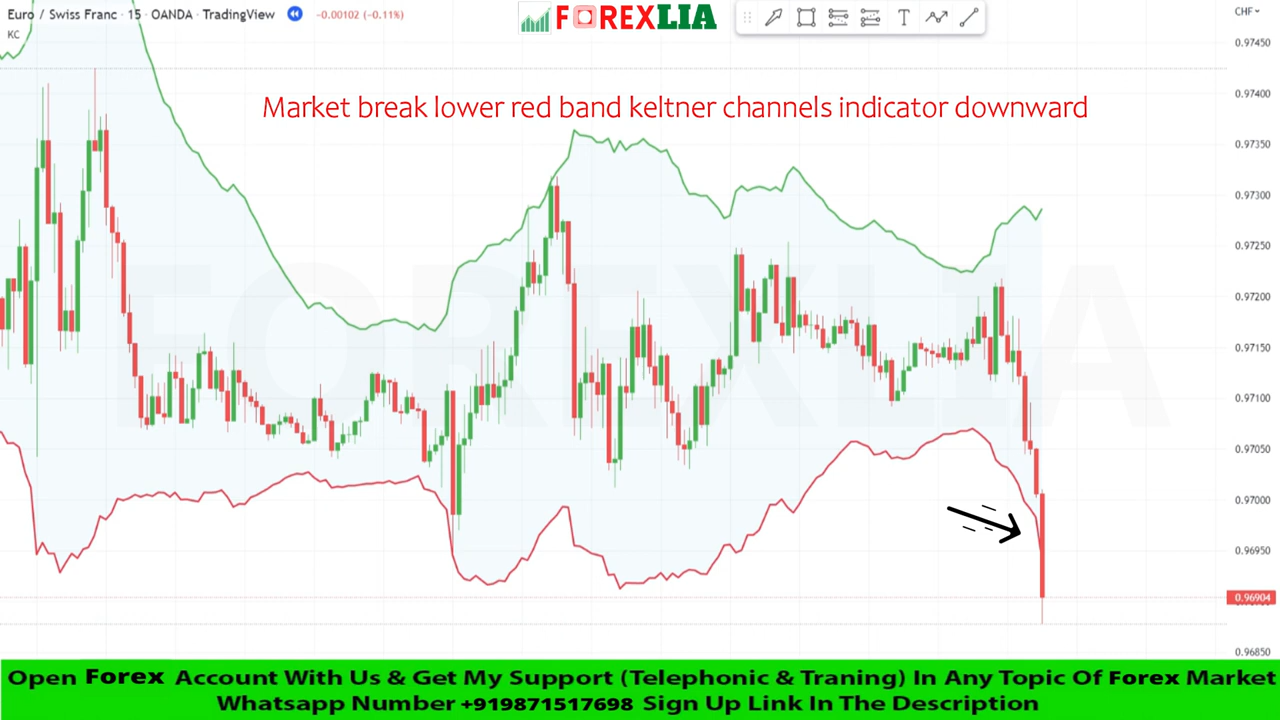 Euro / Swiss Franc · 15 · OANDA · TradingView -0.00102 (-0.11%)
FOREXLIA
T
CHF
KC
0.97450
0.97400
Market break lower red band keltner channels indicator downward
0.97350
0.97300
0.97250
0.97200
0.97150
FOREXLIA
0.97100
0.97050
0.97000
0.96950
0.96904
0.96850
Open Forex Account With Us & Get My Support (Telephonic & Traning) In Any Topic Of Forex Market
Whatsapp Number +919871517698 Sign Up Link In The Description